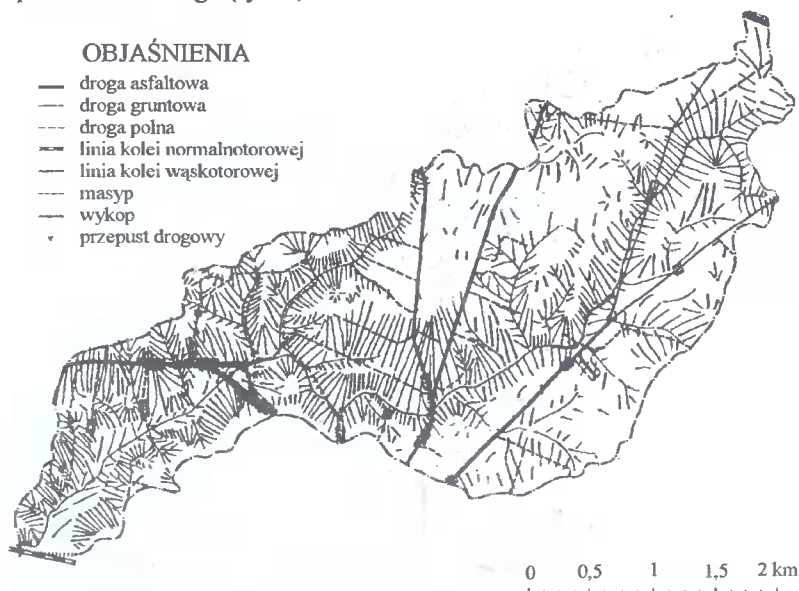 OBJAŚNIENIA
droga asfaltowa
droga gruntowa
droga polna
linia kolei normalnotorowej
linia kolei wąskotorowej
masyp
wykop
przepust drogowy
0 0,5 1 1,5 2 km